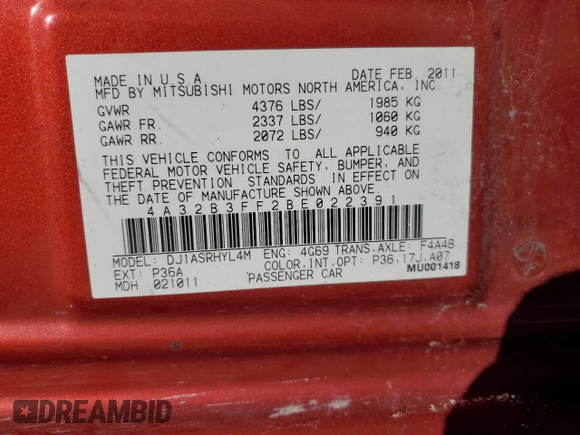 MADE IN U.S.A. DATE FEB 2011
MFD BY MITSUBISHI MOTORS NORTH AMERICA, INC.
GVWR 4376 LBS/ 1985 KG
GAWR FR. 2337 LBS/ 1060 KG
GAWR RR. 2072 LBS/ 940 KG
THIS VEHICLE CONFORMS TO ALL APPLICABLE
FEDERAL MOTOR VEHICLE SAFETY, BUMPER, AND
THEFT PREVENTION STANDARDS IN EFFECT ON
THE DATE OF MANUFACTURE SHOWN ABOVE.
4A32B3FF2BE022391
MODEL: DJ1ASRHYL4M ENG: 4G69 TRANS,AXLE: F4A4B
EXT: P36A COLOR,INT,OPT: P36,17J,A07
MDH 021011 PASSENGER CAR MU001418
DREAMBID